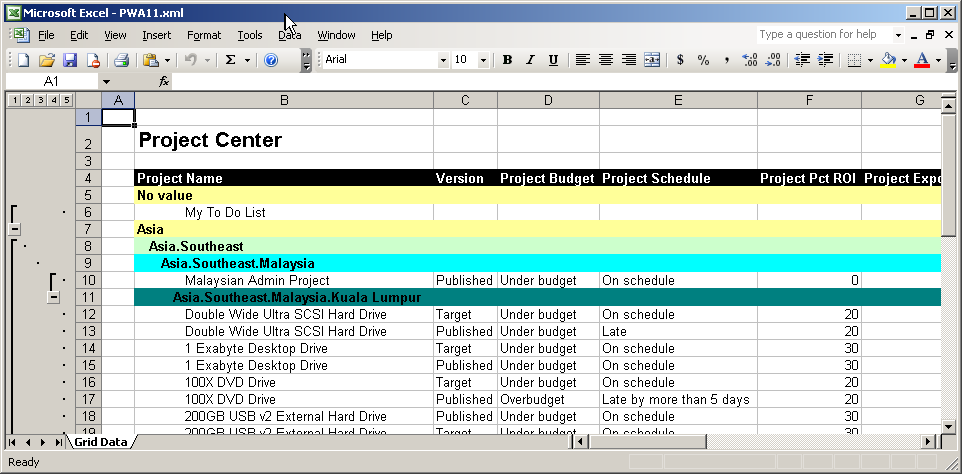 Microsoft Excel - PWA11.xml
File Edit View Insert Format Tools Data Window Help Type a question for help
Arial 10 B I U $ % ,
A1 fx
1 2 3 4 5 A B C D E F G
1
2 Project Center
3
4 Project Name Version Project Budget Project Schedule Project Pct ROI Project Expo
5 No value
6 My To Do List
7 Asia
8 Asia.Southeast
9 Asia.Southeast.Malaysia
10 Malaysian Admin Project Published Under budget On schedule 0
11 Asia.Southeast.Malaysia.Kuala Lumpur
12 Double Wide Ultra SCSI Hard Drive Target Under budget On schedule 20
13 Double Wide Ultra SCSI Hard Drive Published Under budget Late 20
14 1 Exabyte Desktop Drive Target Under budget On schedule 30
15 1 Exabyte Desktop Drive Published Under budget On schedule 30
16 100X DVD Drive Target Under budget On schedule 20
17 100X DVD Drive Published Overbudget Late by more than 5 days 20
18 200GB USB v2 External Hard Drive Published Under budget On schedule 30
19 200GB USB v2 External Hard Drive Target Under budget On schedule 30
Grid Data
Ready